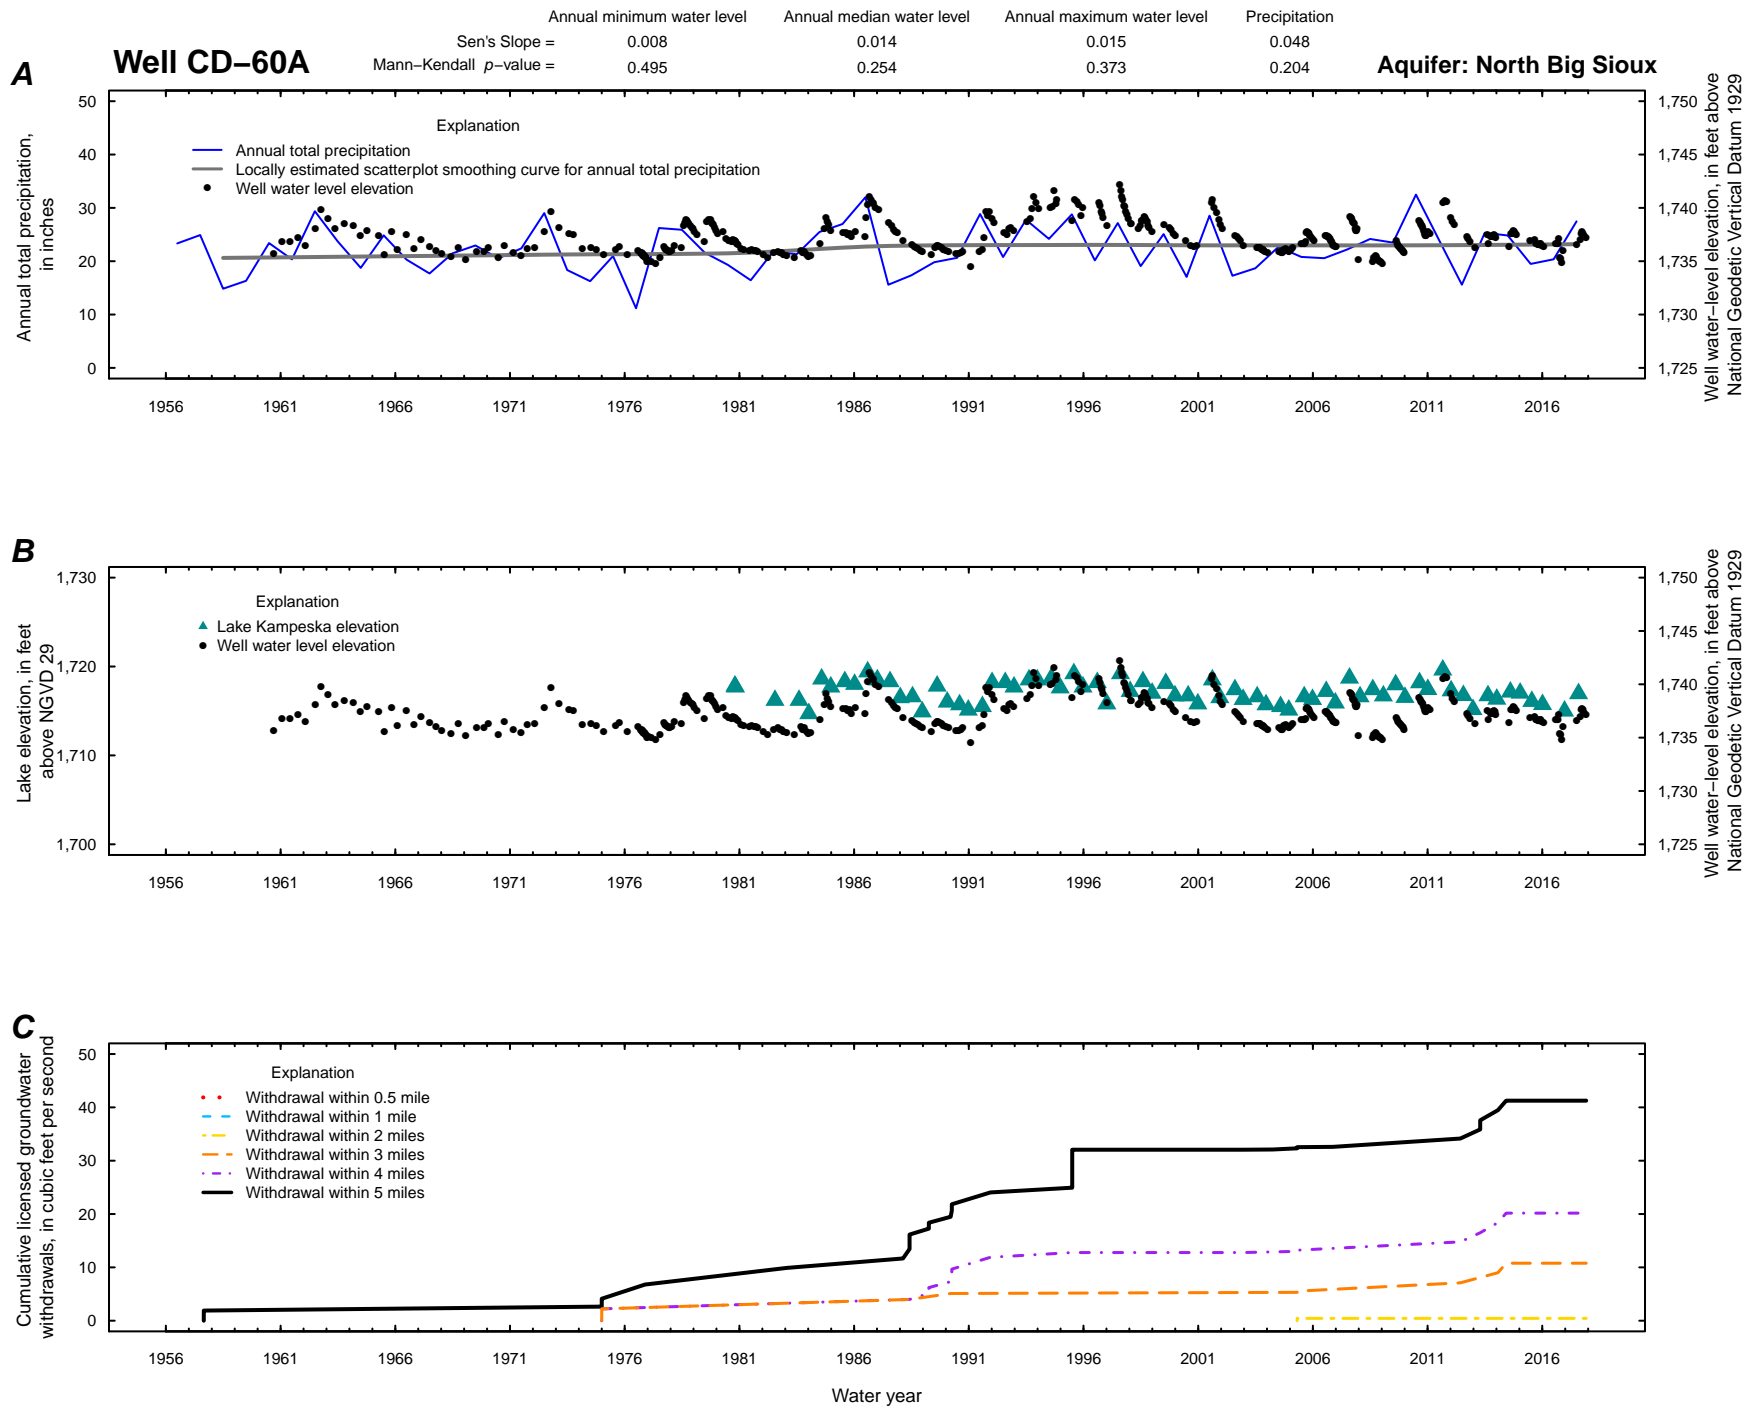 Annual minimum water level Annual median water level Annual maximum water level Precipitation
Sen's Slope = 0.008 0.014 0.015 0.048
Mann–Kendall p–value = 0.495 0.254 0.373 0.204
Well CD–60A
Aquifer: North Big Sioux
A
Annual total precipitation,
in inches
50
40
30
20
10
0
Explanation
Annual total precipitation
Locally estimated scatterplot smoothing curve for annual total precipitation
Well water level elevation
1,750
1,745
1,740
1,735
1,730
1,725
Well water–level elevation, in feet above
National Geodetic Vertical Datum 1929
1956 1961 1966 1971 1976 1981 1986 1991 1996 2001 2006 2011 2016
B
Lake elevation, in feet
above NGVD 29
1,730
1,720
1,710
1,700
Explanation
Lake Kampeska elevation
Well water level elevation
1,750
1,745
1,740
1,735
1,730
1,725
Well water–level elevation, in feet above
National Geodetic Vertical Datum 1929
1956 1961 1966 1971 1976 1981 1986 1991 1996 2001 2006 2011 2016
C
Cumulative licensed groundwater
withdrawals, in cubic feet per second
50
40
30
20
10
0
Explanation
Withdrawal within 0.5 mile
Withdrawal within 1 mile
Withdrawal within 2 miles
Withdrawal within 3 miles
Withdrawal within 4 miles
Withdrawal within 5 miles
1956 1961 1966 1971 1976 1981 1986 1991 1996 2001 2006 2011 2016
Water year